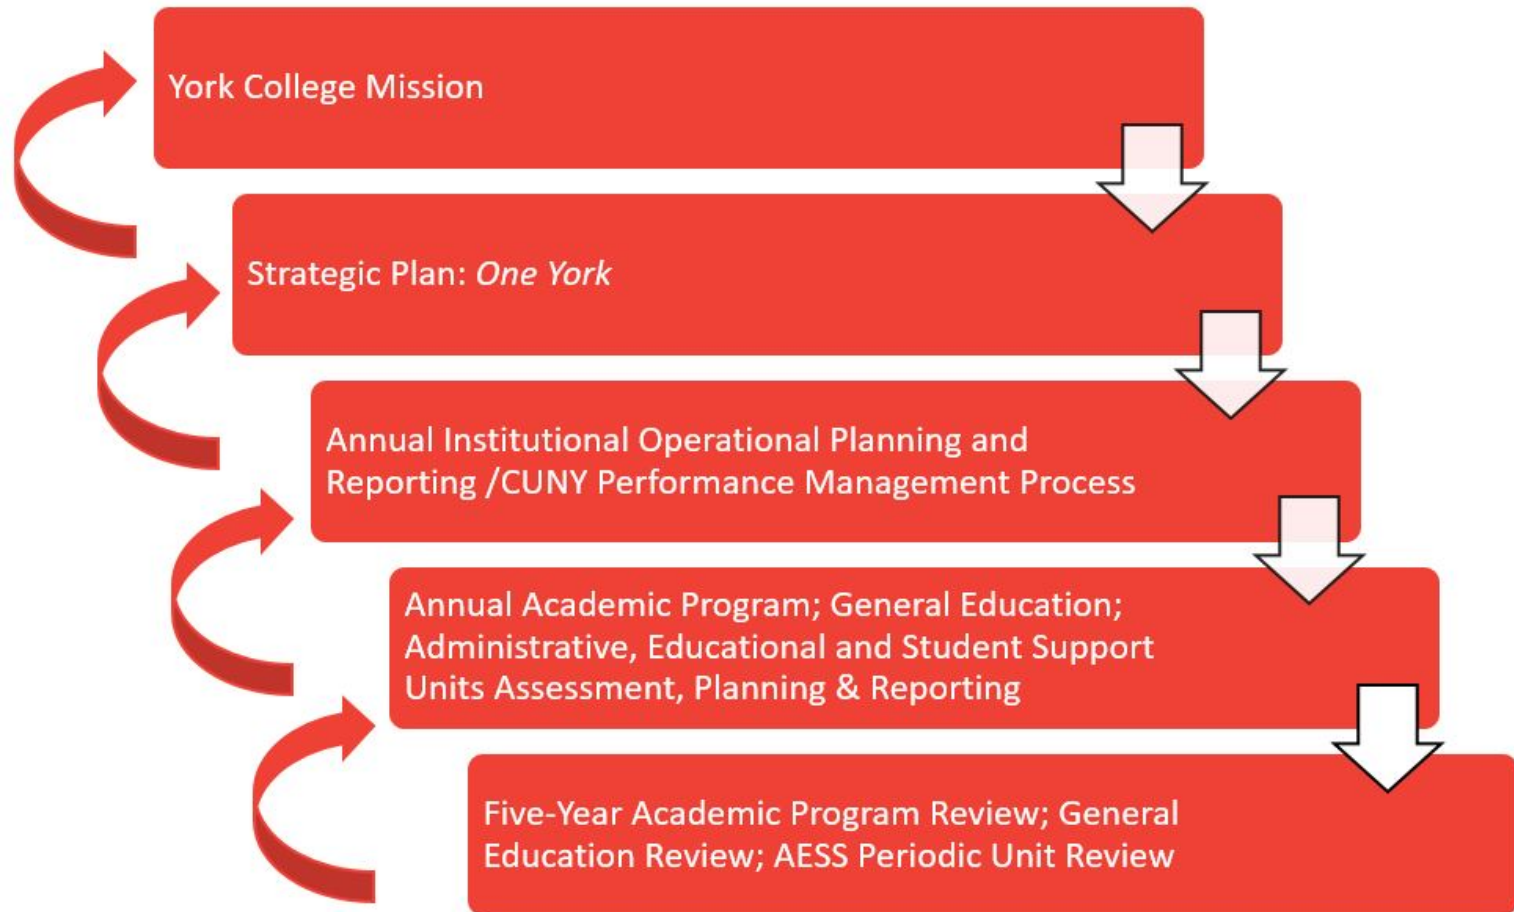 York College Mission
Strategic Plan: One York
Annual Institutional Operational Planning and
Reporting /CUNY Performance Management Process
Annual Academic Program; General Education;
Administrative, Educational and Student Support
Units Assessment, Planning & Reporting
Five-Year Academic Program Review; General
Education Review; AESS Periodic Unit Review